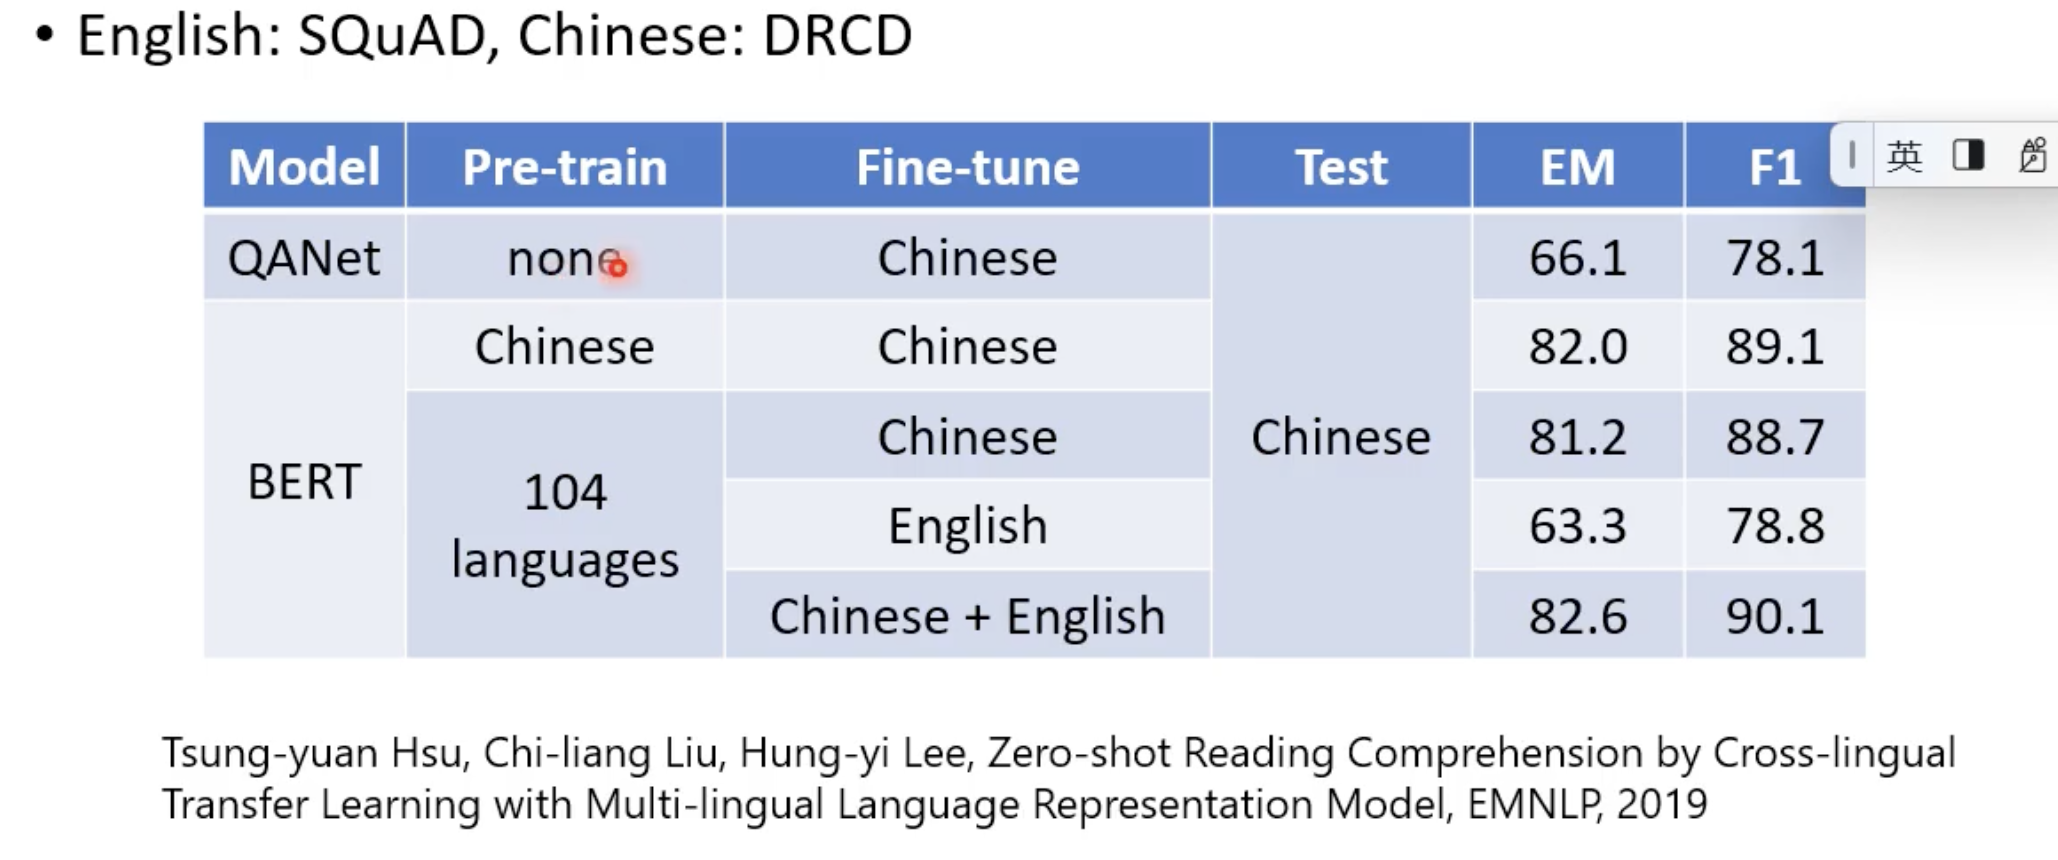 • English: SQuAD, Chinese: DRCD
Model Pre-train Fine-tune Test EM F1
英
QANet none Chinese 66.1 78.1
Chinese Chinese 82.0 89.1
Chinese Chinese 81.2 88.7
BERT
104
languages
English 63.3 78.8
Chinese + English 82.6 90.1
Tsung-yuan Hsu, Chi-liang Liu, Hung-yi Lee, Zero-shot Reading Comprehension by Cross-lingual
Transfer Learning with Multi-lingual Language Representation Model, EMNLP, 2019